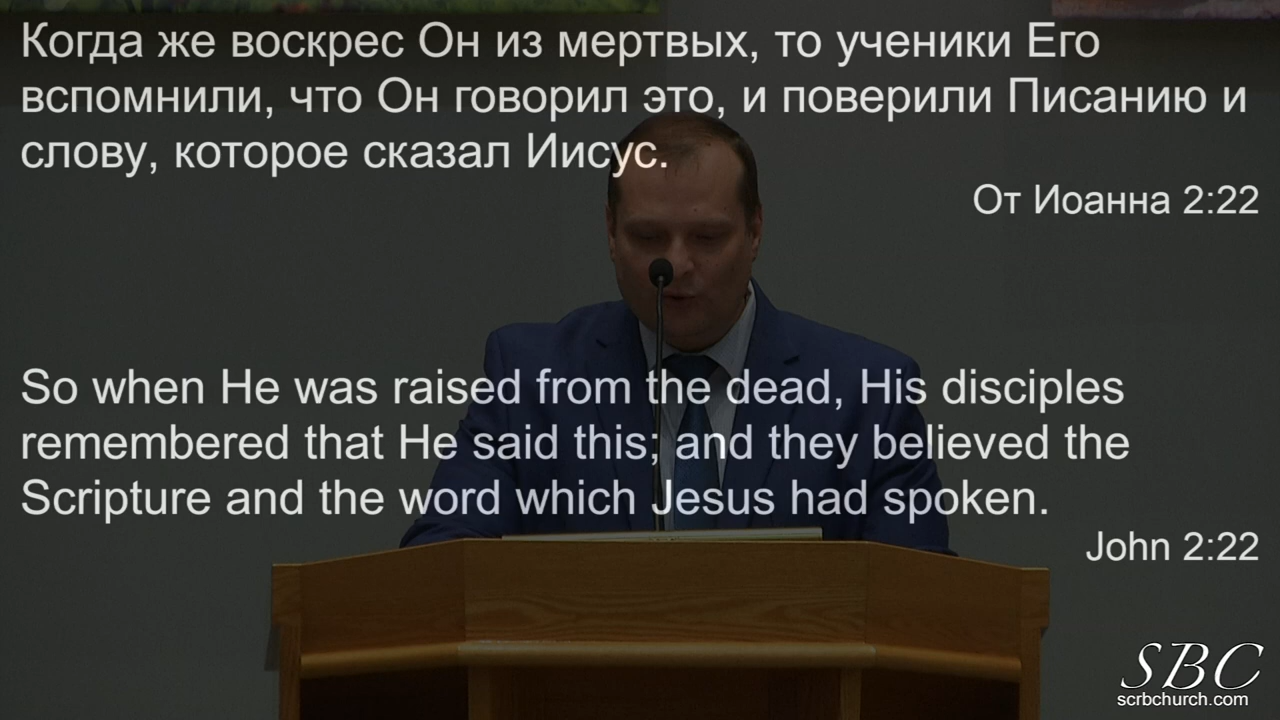 Когда же воскрес Он из мертвых, то ученики Его
вспомнили, что Он говорил это, и поверили Писанию и
слову, которое сказал Иисус.
От Иоанна 2:22
So when He was raised from the dead, His disciples
remembered that He said this; and they believed the
Scripture and the word which Jesus had spoken.
John 2:22
SBC
scrbchurch.com